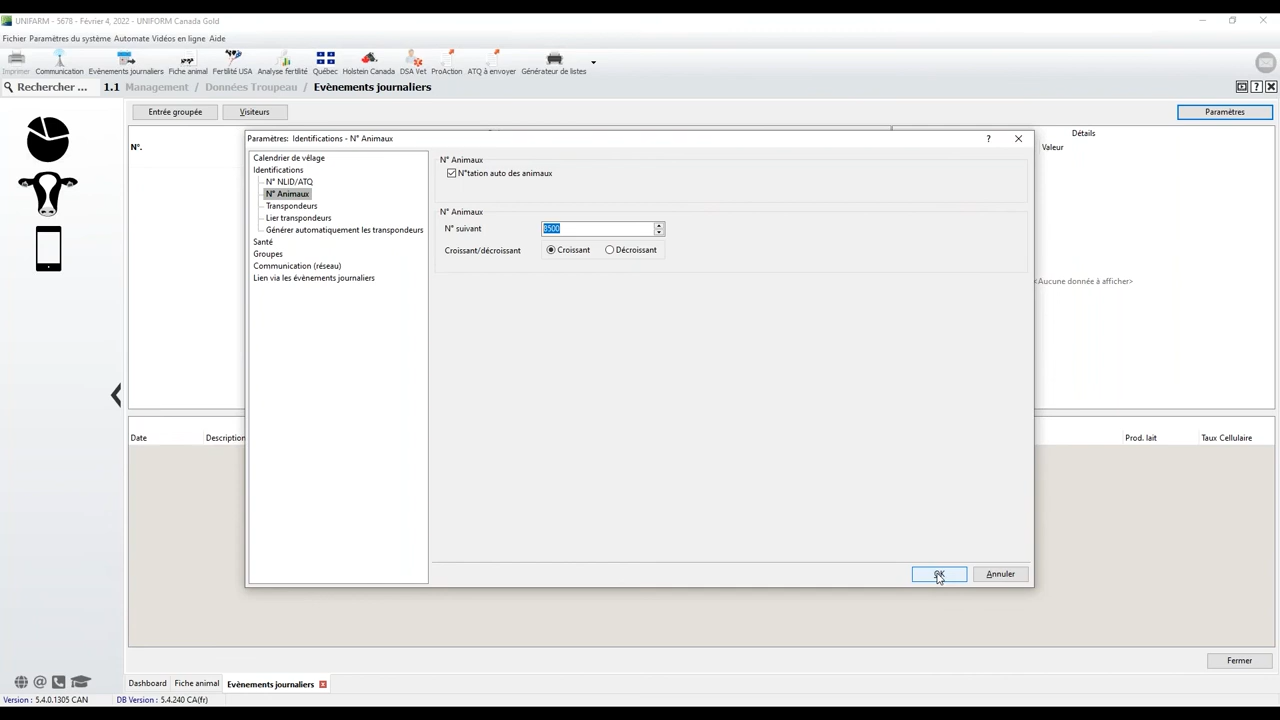 UNIFARM - 5678 - Février 4, 2022 - UNIFORM Canada Gold
Fichier Paramètres du système Automate Vidéos en ligne Aide
Imprimer Communication Evènements journaliers Fiche animal Fertilité USA Analyse fertilité Québec Holstein Canada DSA Vet ProAction ATQ à envoyer Générateur de listes
Rechercher ... 1.1 Management / Données Troupeau / Evènements journaliers
Entrée groupée Visiteurs Paramètres
Paramètres: Identifications - N° Animaux
Détails
N°.
Valeur
Calendrier de vêlage
Identifications
N° NLID/ATQ
N° Animaux
Transpondeurs
Lier transpondeurs
Générer automatiquement les transpondeurs
Santé
Groupes
Communication (réseau)
Lien via les évènements journaliers
N° Animaux
N°tation auto des animaux
N° Animaux
N° suivant 8500
Croissant/décroissant Croissant Décroissant
<Aucune donnée à afficher>
Date Description Prod. lait Taux Cellulaire
OK Annuler
Fermer
Dashboard Fiche animal Evènements journaliers
Version : 5.4.0.1305 CAN DB Version : 5.4.240 CA(fr)